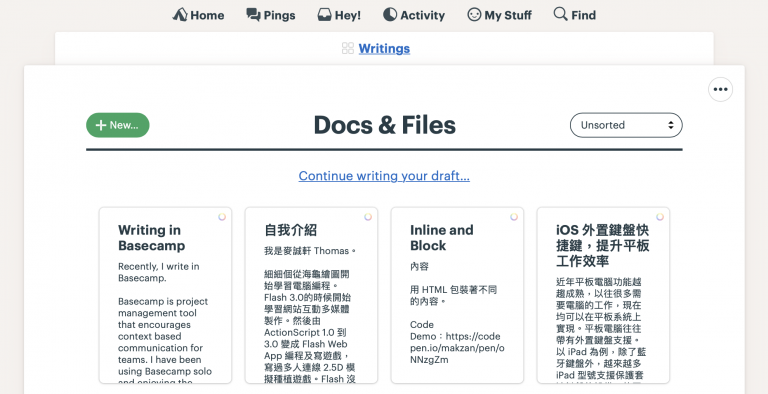 Home Pings Hey! Activity My Stuff Find
Writings
+ New...
Docs & Files
Unsorted
Continue writing your draft...
Writing in
Basecamp
Recently, I write in
Basecamp.
Basecamp is project
management tool
that encourages
context based
communication for
teams. I have been
using Basecamp solo
and enjoying the
自我介紹
我是麥誠軒 Thomas。
細細個從海龜繪圖開
始學習電腦編程。
Flash 3.0的時候開始
學習網站互動多媒體
製作。然後由
ActionScript 1.0 到
3.0 變成 Flash Web
App 編程及寫遊戲，
寫過多人連線 2.5D 模
擬種植遊戲。Flash 沒
Inline and
Block
內容
用 HTML 包裝著不同
的內容。
Code
Demo：https://code
pen.io/makzan/pen/o
NNzgZm
iOS 外置鍵盤快
捷鍵，提升平板
工作效率
近年平板電腦功能越
趨成熟，以往很多需
要電腦的工作，現在
均可以在平板系統上
實現。平板電腦往往
帶有外置鍵盤支援。
以 iPad 為例，除了藍
牙鍵盤外，越來越多
iPad 型號支援保護套